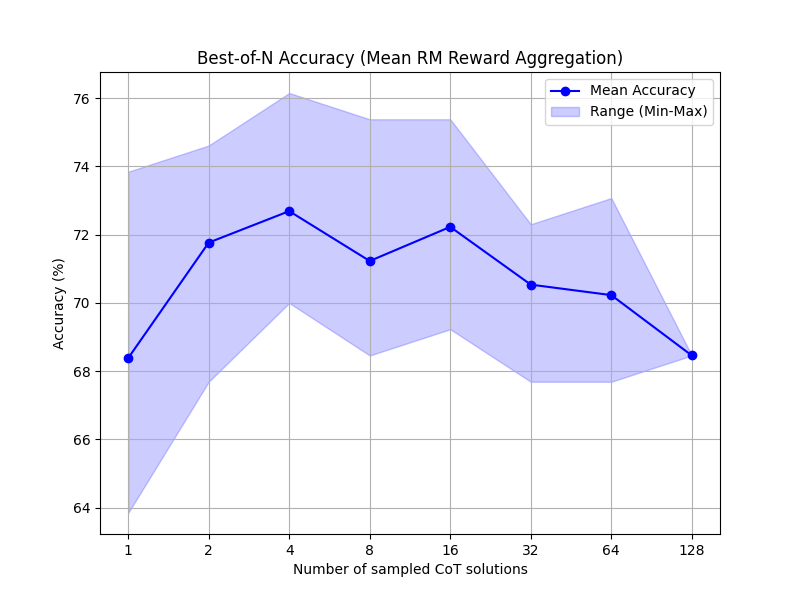 Best-of-N Accuracy (Mean RM Reward Aggregation)
Mean Accuracy
Range (Min-Max)
Accuracy (%)
76
74
72
70
68
66
64
1 2 4 8 16 32 64 128
Number of sampled CoT solutions